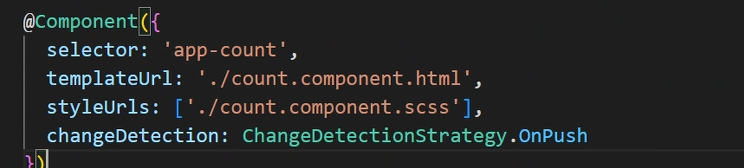 @Component({
  selector: 'app-count',
  templateUrl: './count.component.html',
  styleUrls: ['./count.component.scss'],
  changeDetection: ChangeDetectionStrategy.OnPush
})